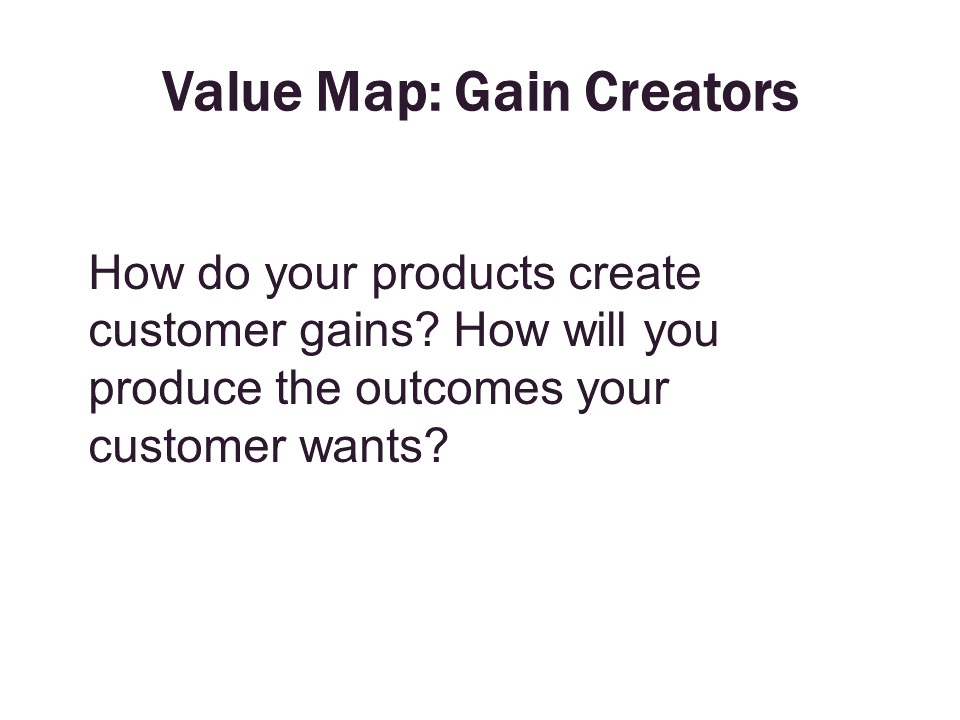 Value Map: Gain Creators
How do your products create
customer gains? How will you
produce the outcomes your
customer wants?